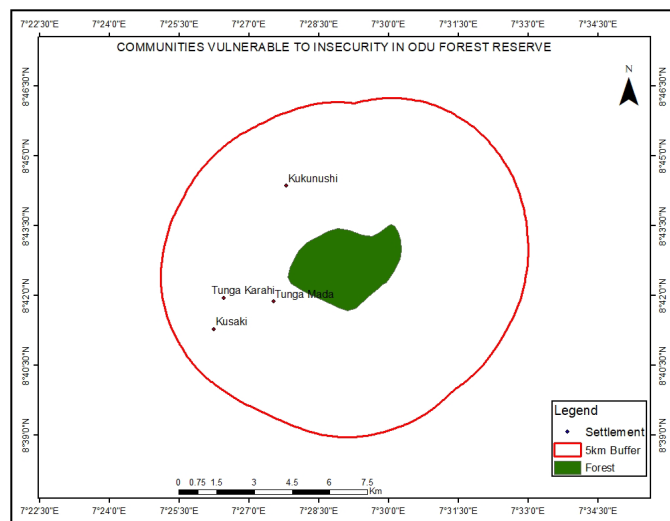 7°22'30"E 7°24'0"E 7°25'30"E 7°27'0"E 7°28'30"E 7°30'0"E 7°31'30"E 7°33'0"E 7°34'30"E
COMMUNITIES VULNERABLE TO INSECURITY IN ODU FOREST RESERVE
N
8°46'30"N 8°46'30"N
8°45'0"N 8°45'0"N
Kukunushi
8°43'30"N 8°43'30"N
Tunga Karahi
8°42'0"N Tunga Mada 8°42'0"N
Kusaki
8°40'30"N 8°40'30"N
Legend
Settlement
8°39'0"N 5km Buffer 8°39'0"N
Forest
0 0.75 1.5 3 4.5 6 7.5
Km
7°22'30"E 7°24'0"E 7°25'30"E 7°27'0"E 7°28'30"E 7°30'0"E 7°31'30"E 7°33'0"E 7°34'30"E